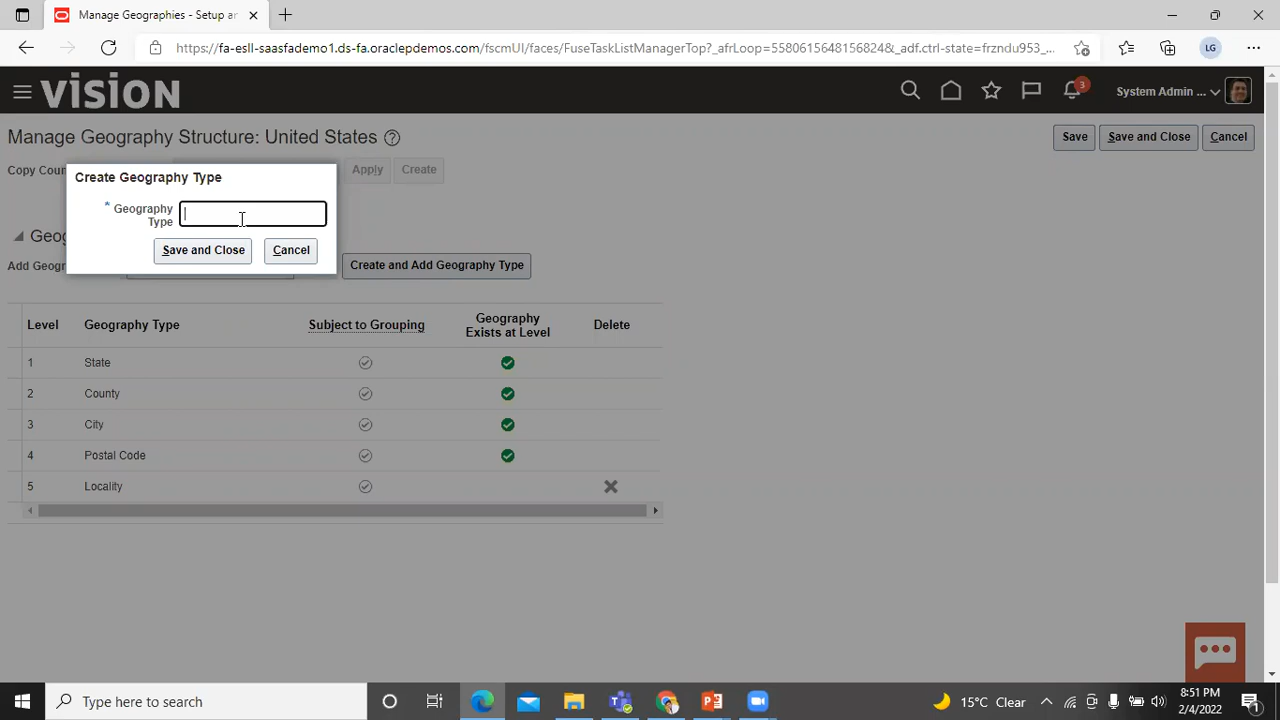 Manage Geographies - Setup ar
https://fa-esll-saasfademo1.ds-fa.oraclepdemos.com/fscmUI/faces/FuseTaskListManagerTop?_afrLoop=5580615648156824&_adf.ctrl-state=frzndu953_...
LG
vision
3
System Admin ...
Manage Geography Structure: United States
Save
Save and Close
Cancel
Copy Cour
Apply
Create
Create Geography Type
* Geography Type
Save and Close
Cancel
Geog
Add Geogr
Create and Add Geography Type
Level
Geography Type
Subject to Grouping
Geography Exists at Level
Delete
1 State
2 County
3 City
4 Postal Code
5 Locality
Type here to search
15°C Clear
8:51 PM
2/4/2022
1